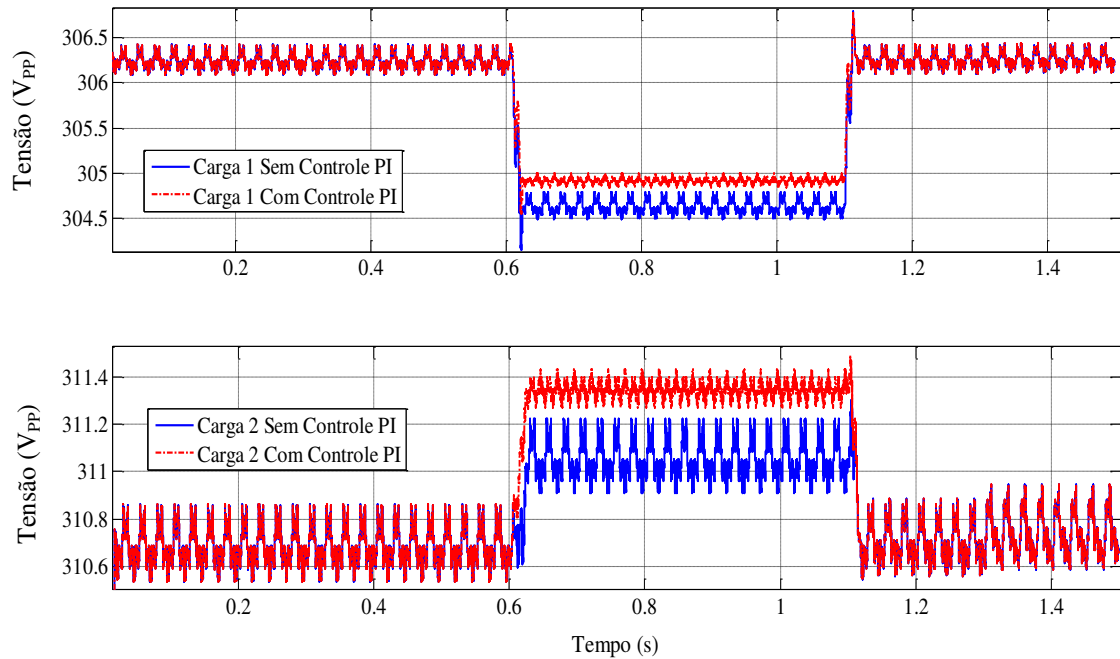 Tensão (V_PP)
306.5
306
305.5
305
304.5
Carga 1 Sem Controle PI
Carga 1 Com Controle PI
0.2 0.4 0.6 0.8 1 1.2 1.4
Tensão (V_PP)
311.4
311.2
311
310.8
310.6
Carga 2 Sem Controle PI
Carga 2 Com Controle PI
0.2 0.4 0.6 0.8 1 1.2 1.4
Tempo (s)